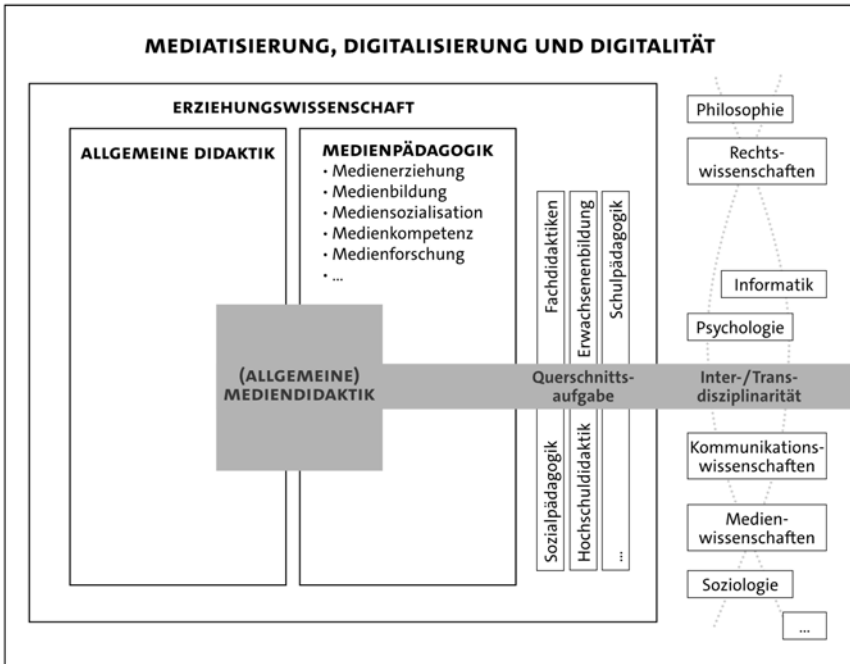 MEDIATISIERUNG, DIGITALISIERUNG UND DIGITALITÄT
ERZIEHUNGSWISSENSCHAFT
ALLGEMEINE DIDAKTIK
MEDIENPÄDAGOGIK
· Medienerziehung
· Medienbildung
· Mediensozialisation
· Medienkompetenz
· Medienforschung
· ...
(ALLGEMEINE)
MEDIENDIDAKTIK
Fachdidaktiken
Erwachsenenbildung
Schulpädagogik
Querschnitts-
aufgabe
Sozialpädagogik
Hochschuldidaktik
...
Philosophie
Rechts-
wissenschaften
Informatik
Psychologie
Inter-/Trans-
disziplinarität
Kommunikations-
wissenschaften
Medien-
wissenschaften
Soziologie
...